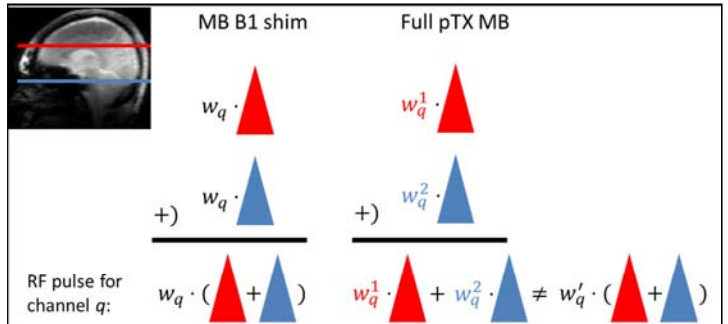 MB B1 shim Full pTX MB
w_q · w_q^1 ·
w_q · w_q^2 ·
+) +)
RF pulse for
channel q:
w_q · ( + ) w_q^1 · + w_q^2 · ≠ w_q′ · ( + )